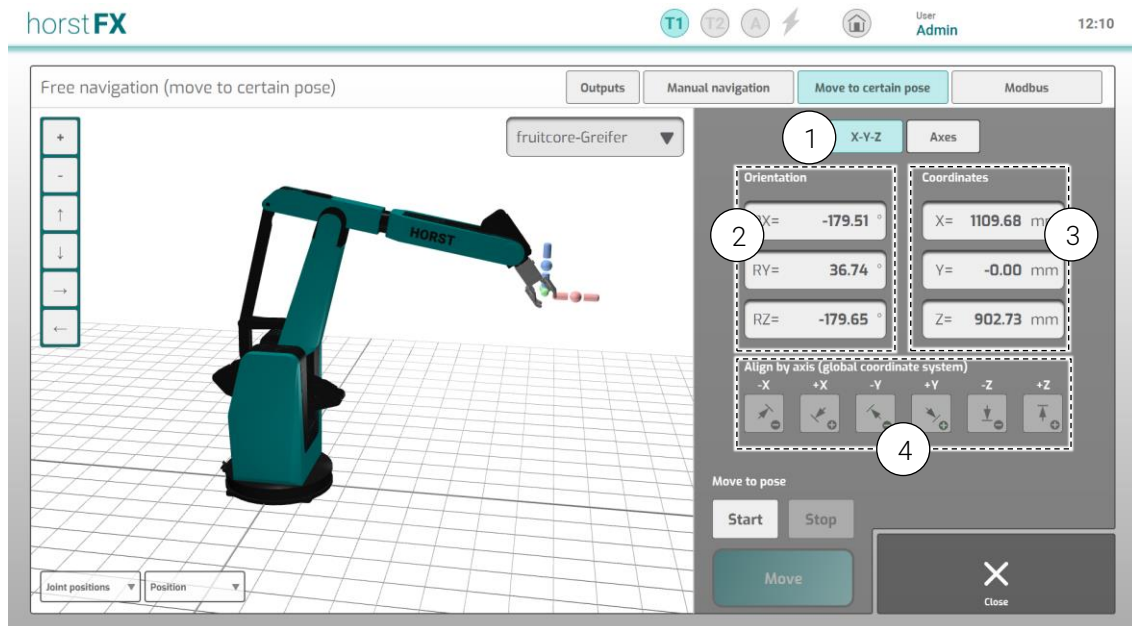 horstFX
T1 T2 A
User
Admin
12:10
Free navigation (move to certain pose)
Outputs
Manual navigation
Move to certain pose
Modbus
+
-
↑
↓
→
←
fruitcore-Greifer
HORST
1
X-Y-Z
Axes
Orientation
2
-179.51 °
RY= 36.74 °
RZ= -179.65 °
Coordinates
X= 1109.68 mm
3
Y= -0.00 mm
Z= 902.73 mm
Align by axis (global coordinate system)
-X +X -Y +Y -Z +Z
4
Move to pose
Start
Stop
Move
Close
Joint positions
Position